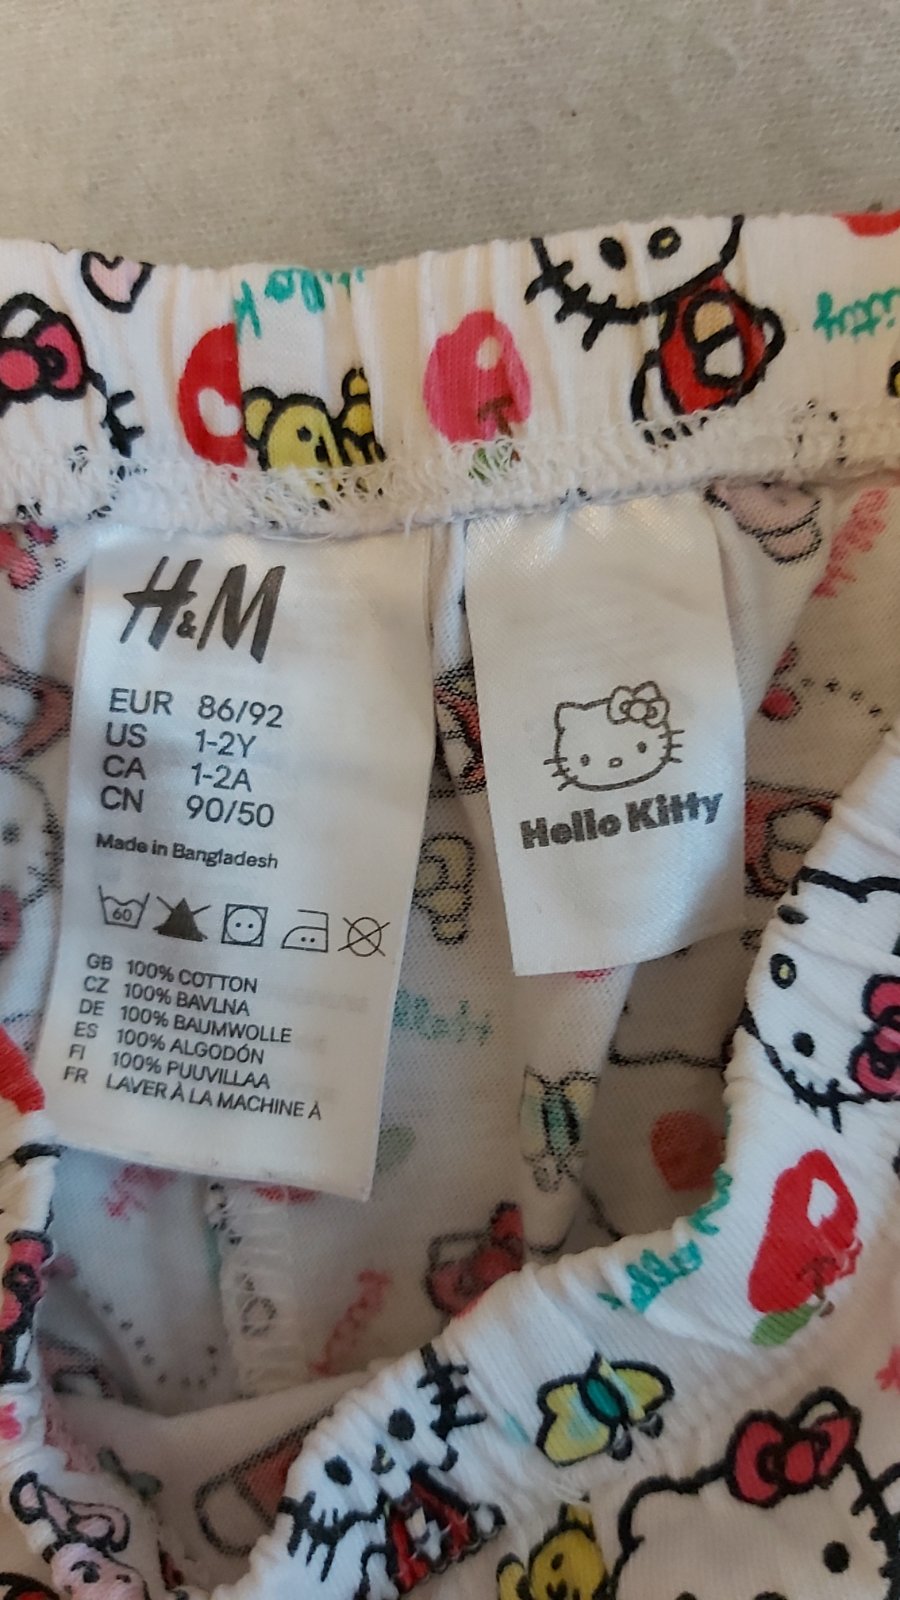 H&M
EUR 86/92
US 1-2Y
CA 1-2A
CN 90/50
Made in Bangladesh
60
GB 100% COTTON
CZ 100% BAVLNA
DE 100% BAUMWOLLE
ES 100% ALGODÓN
FI 100% PUUVILLAA
FR LAVER À LA MACHINE À
Hello Kitty